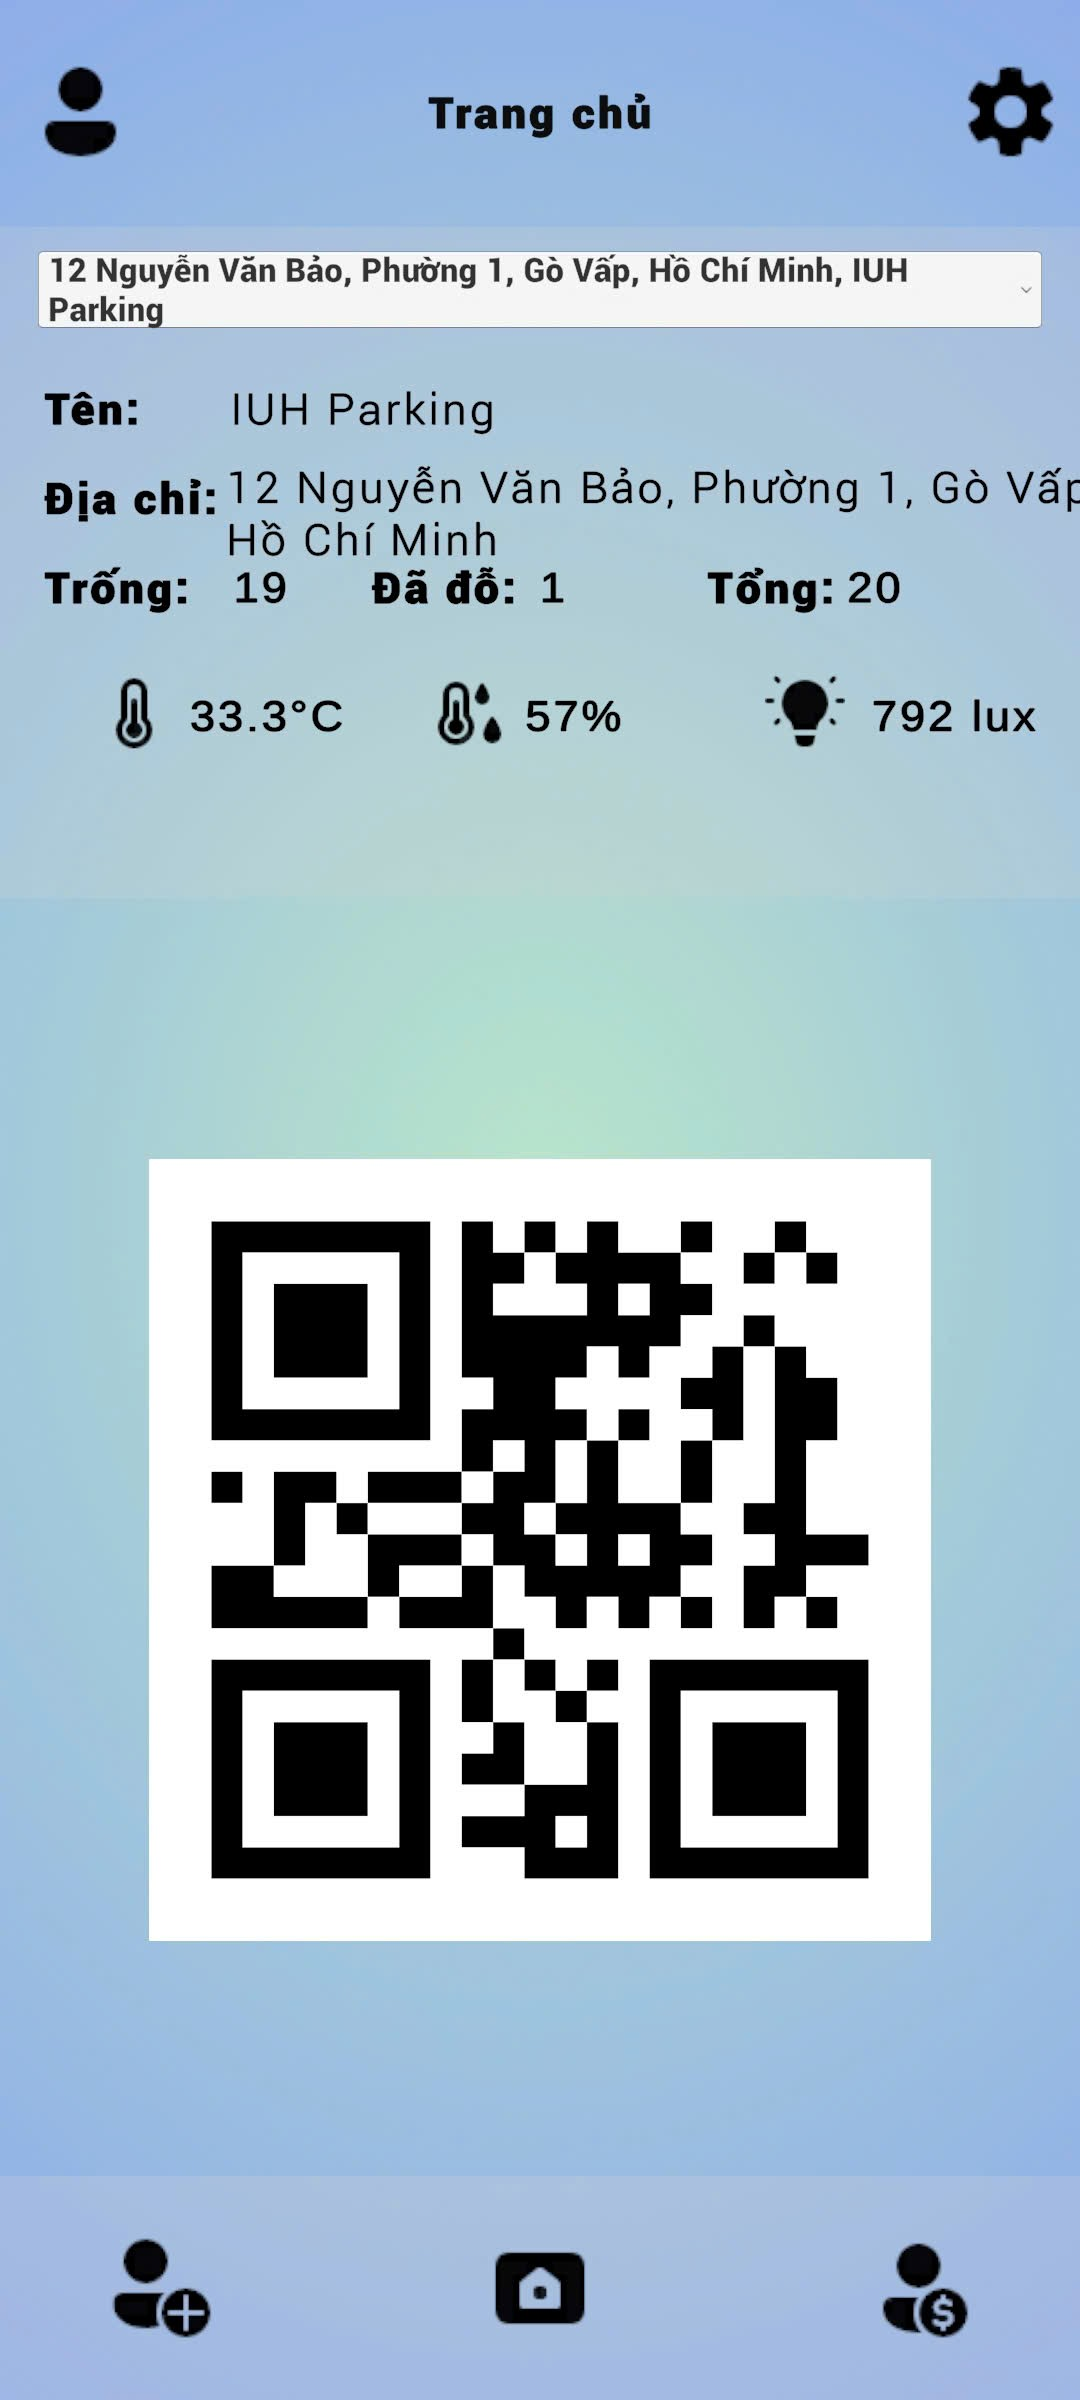 Trang chủ
12 Nguyễn Văn Bảo, Phường 1, Gò Vấp, Hồ Chí Minh, IUH
Parking
Tên: IUH Parking
Địa chỉ: 12 Nguyễn Văn Bảo, Phường 1, Gò Vấp
Hồ Chí Minh
Trống: 19 Đã đỗ: 1 Tổng: 20
33.3°C 57% 792 lux